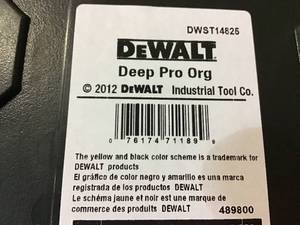 DWST14825
DEWALT
Deep Pro Org
© 2012 DEWALT Industrial Tool Co.
0 76174 71189 9
The yellow and black color scheme is a trademark for
DEWALT products
El gráfico de color negro y amarillo es una marca
registrada de los productos DEWALT
Le schéma jaune et noir est une marque de
commerce des produits DEWALT
489800